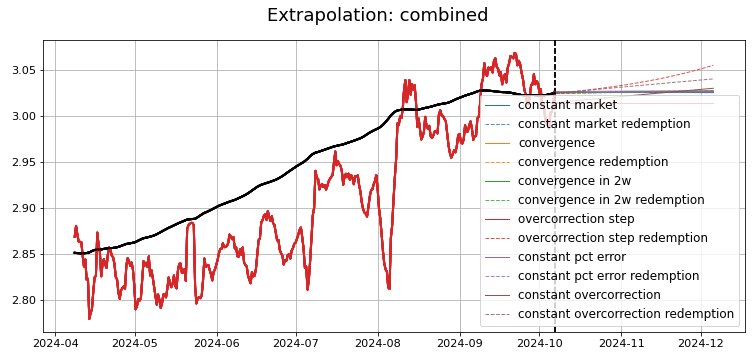 Extrapolation: combined
3.05
3.00
2.95
2.90
2.85
2.80
constant market
constant market redemption
convergence
convergence redemption
convergence in 2w
convergence in 2w redemption
overcorrection step
overcorrection step redemption
constant pct error
constant pct error redemption
constant overcorrection
constant overcorrection redemption
2024-04 2024-05 2024-06 2024-07 2024-08 2024-09 2024-10 2024-11 2024-12